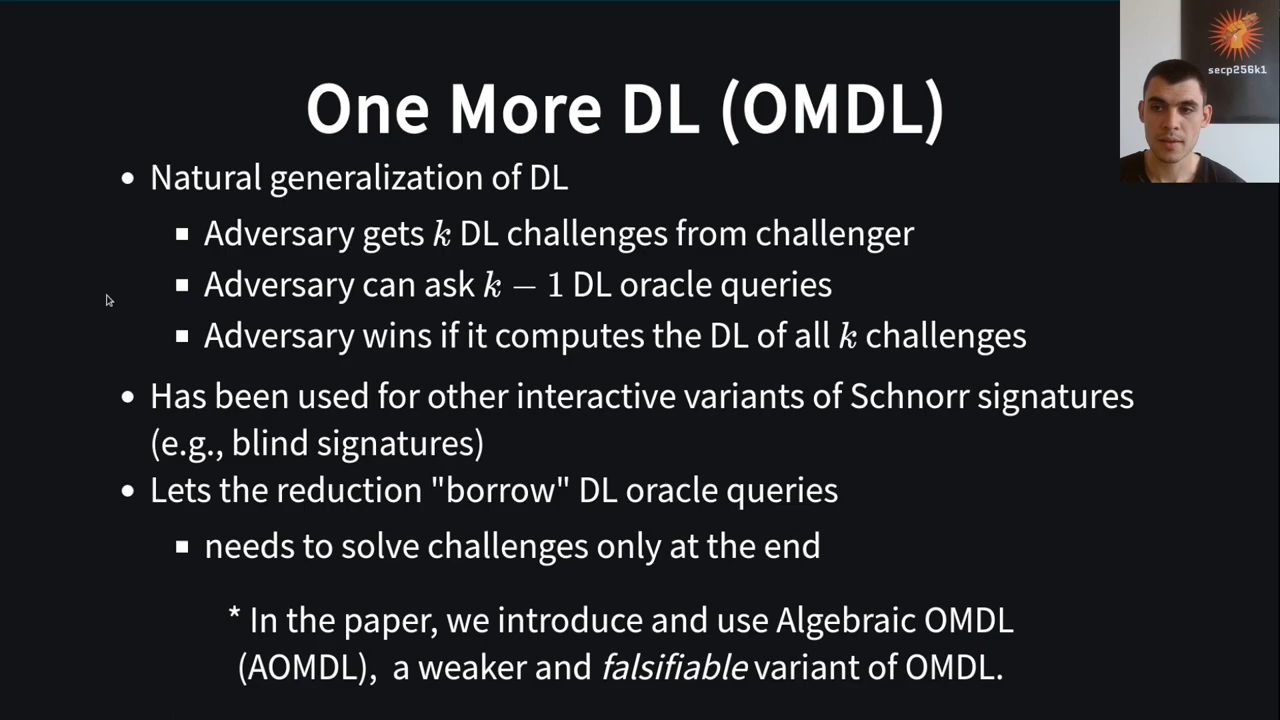 One More DL (OMDL)
secp256k1
• Natural generalization of DL
▪ Adversary gets k DL challenges from challenger
▪ Adversary can ask k − 1 DL oracle queries
▪ Adversary wins if it computes the DL of all k challenges
• Has been used for other interactive variants of Schnorr signatures
(e.g., blind signatures)
• Lets the reduction "borrow" DL oracle queries
▪ needs to solve challenges only at the end
* In the paper, we introduce and use Algebraic OMDL
(AOMDL), a weaker and falsifiable variant of OMDL.